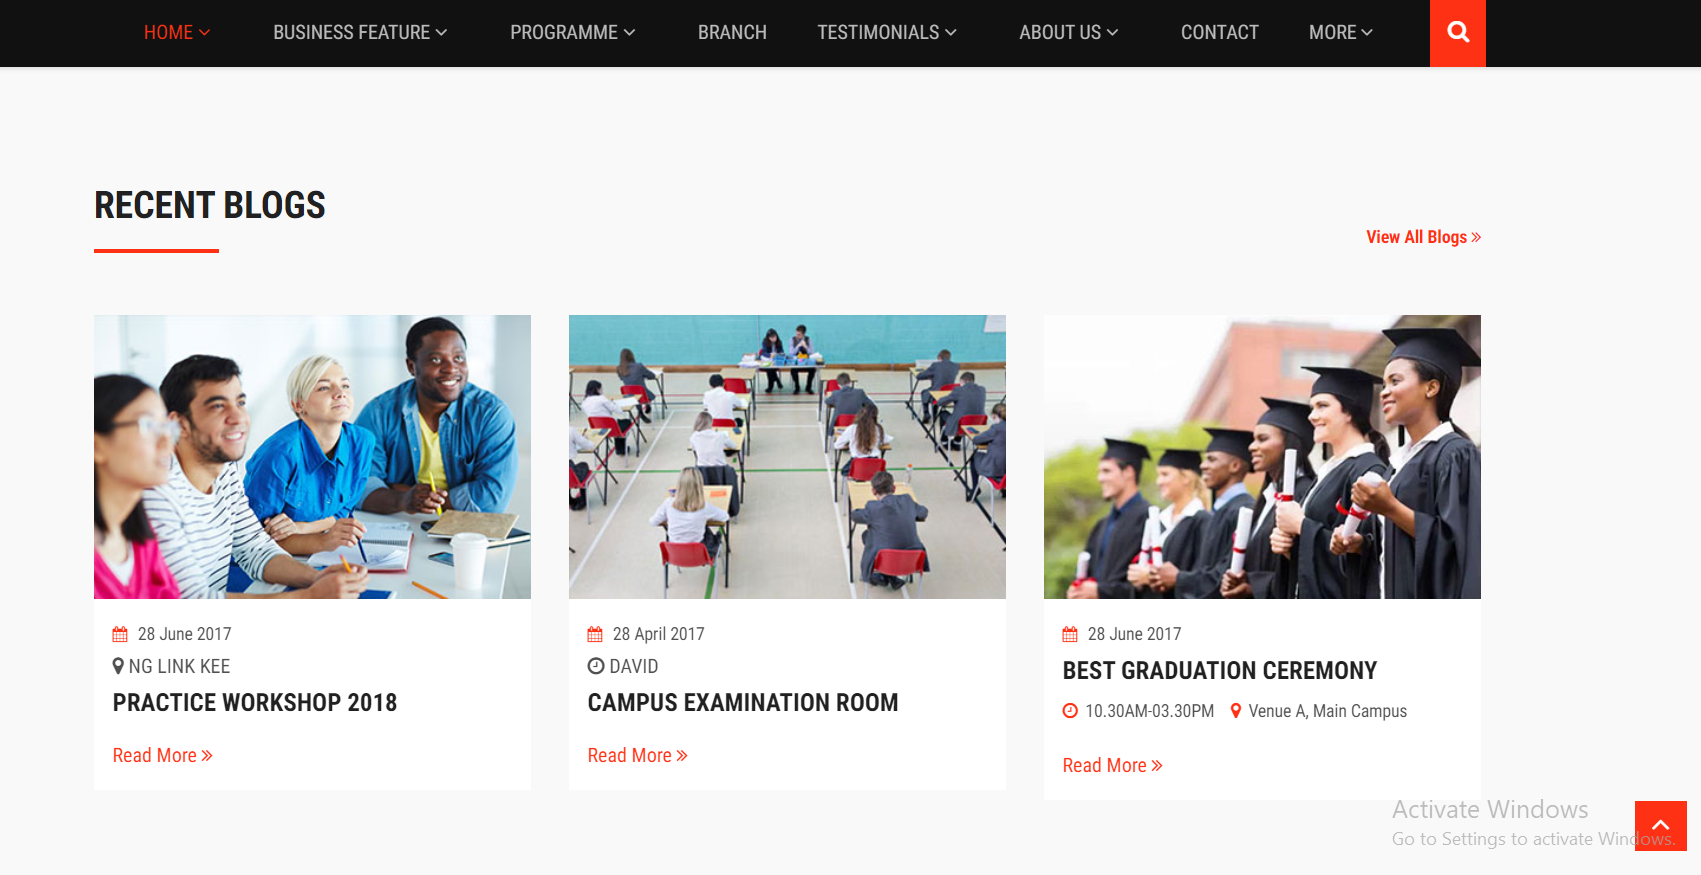 HOME BUSINESS FEATURE PROGRAMME BRANCH TESTIMONIALS ABOUT US CONTACT MORE
RECENT BLOGS
View All Blogs »
28 June 2017
NG LINK KEE
PRACTICE WORKSHOP 2018
Read More »
28 April 2017
DAVID
CAMPUS EXAMINATION ROOM
Read More »
28 June 2017
BEST GRADUATION CEREMONY
10.30AM-03.30PM Venue A, Main Campus
Read More »
Activate Windows
Go to Settings to activate Windows.